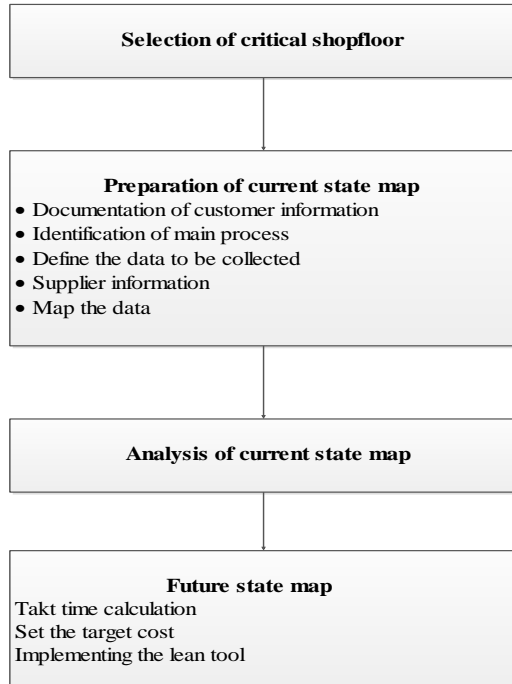 Selection of critical shopfloor
Preparation of current state map
• Documentation of customer information
• Identification of main process
• Define the data to be collected
• Supplier information
• Map the data
Analysis of current state map
Future state map
Takt time calculation
Set the target cost
Implementing the lean tool